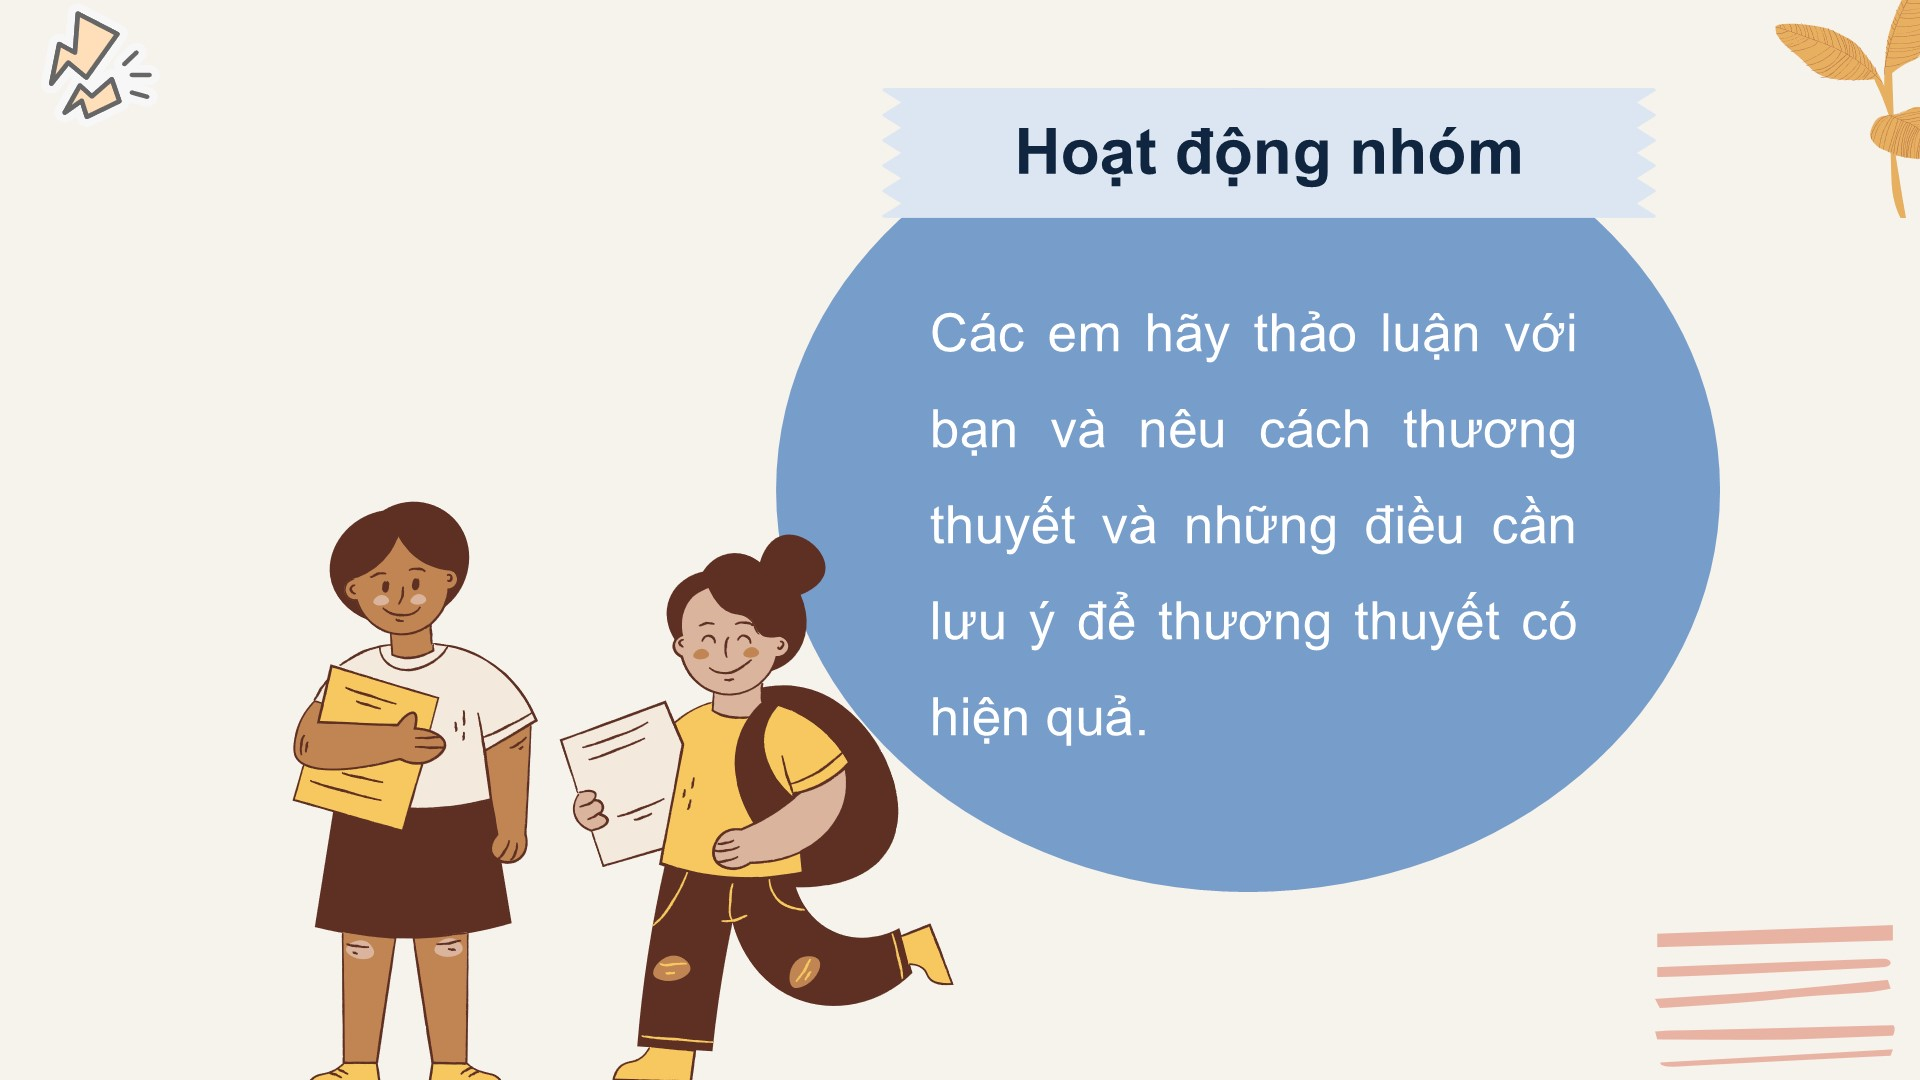 Hoạt động nhóm
Các em hãy thảo luận với
bạn và nêu cách thương
thuyết và những điều cần
lưu ý để thương thuyết có
hiện quả.